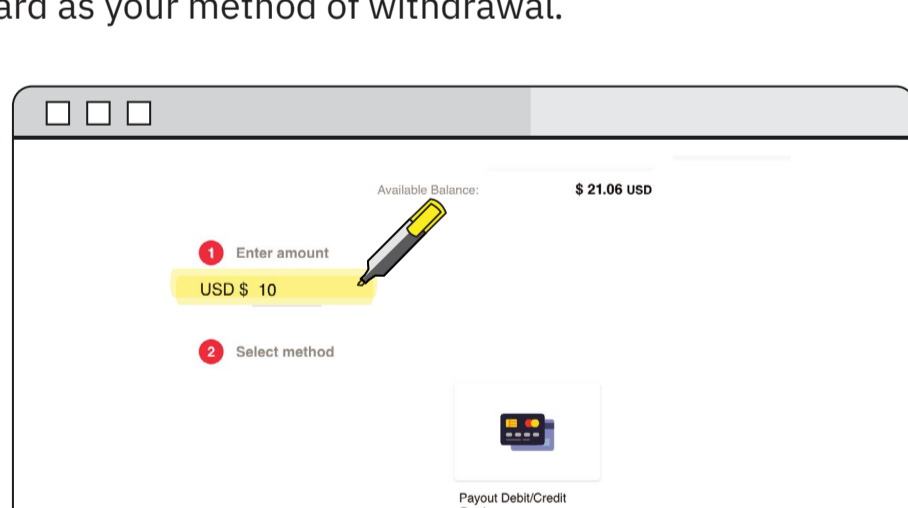 as your method of withdrawal.
Available Balance: $ 21.06 USD
1 Enter amount
USD $ 10
2 Select method
Payout Debit/Credit